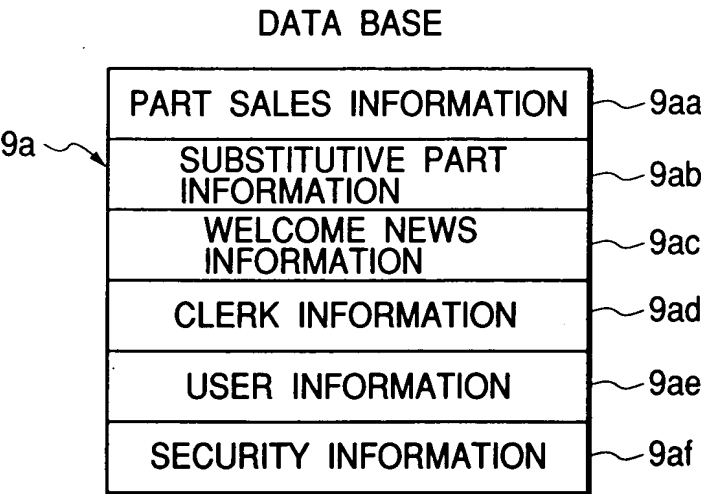 DATA BASE
PART SALES INFORMATION 9aa
9a
SUBSTITUTIVE PART
INFORMATION 9ab
WELCOME NEWS
INFORMATION 9ac
CLERK INFORMATION 9ad
USER INFORMATION 9ae
SECURITY INFORMATION 9af